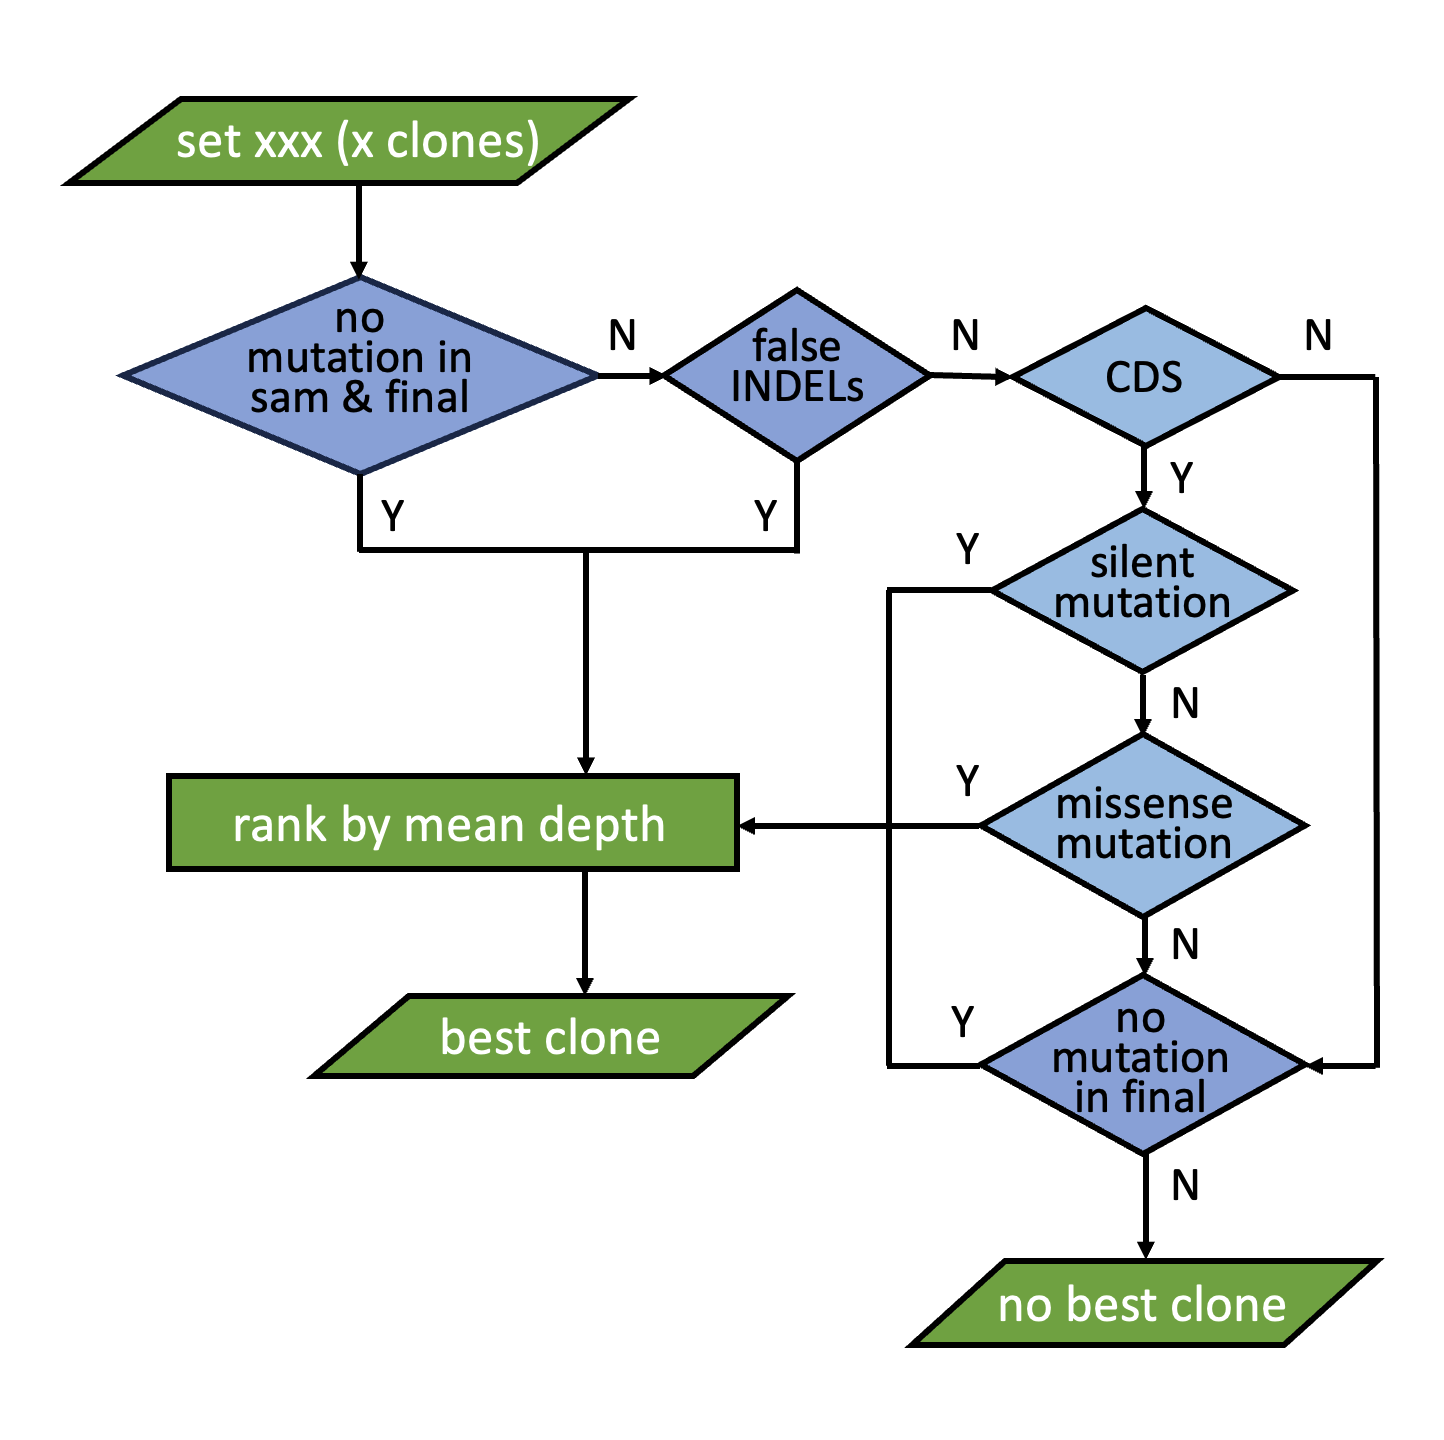 set xxx (x clones)
no
mutation in
sam & final
N
false
INDELs
N
CDS
N
Y
Y
Y
silent
mutation
Y
N
missense
mutation
Y
rank by mean depth
N
no
mutation
in final
Y
best clone
N
no best clone